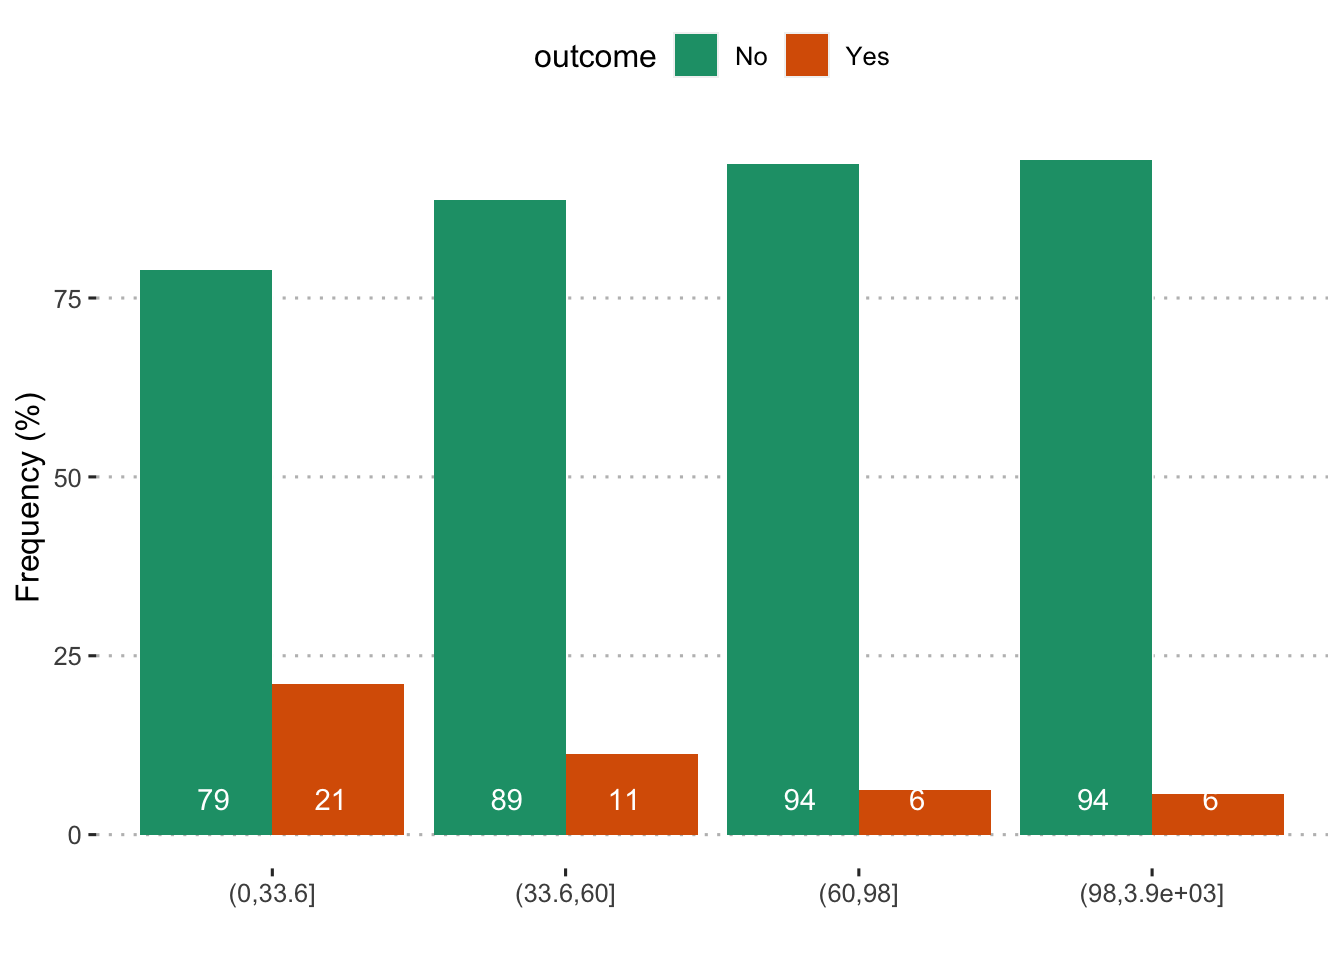 outcome No Yes
Frequency (%)
75
50
25
0
79 21 89 11 94 6 94 6
(0,33.6] (33.6,60] (60,98] (98,3.9e+03]